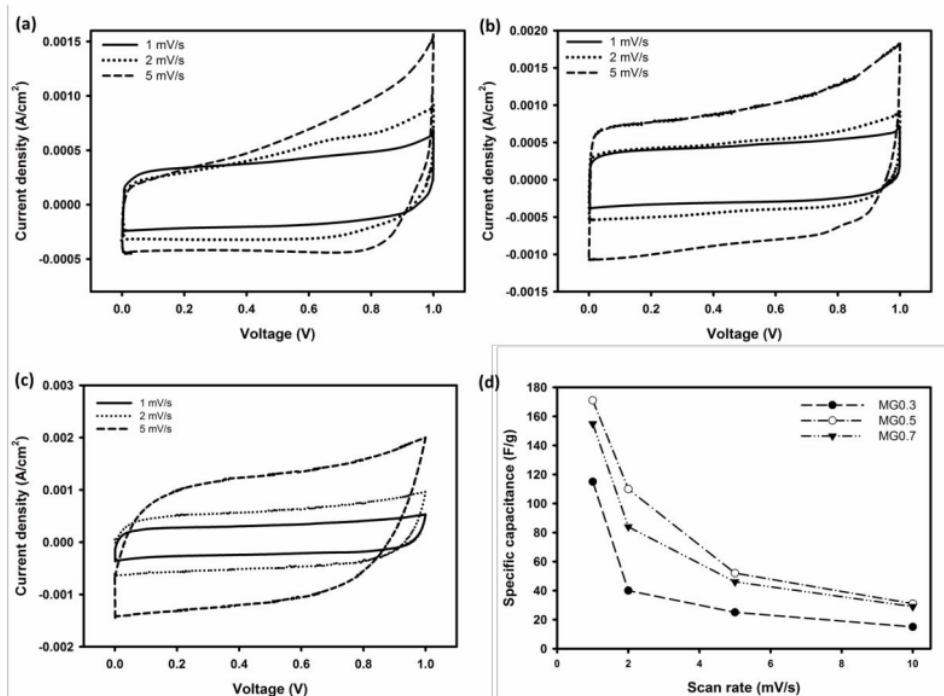 (a)
1 mV/s
2 mV/s
5 mV/s
Current density (A/cm²)
0.0015
0.0010
0.0005
0.0000
-0.0005
0.0 0.2 0.4 0.6 0.8 1.0
Voltage (V)
(b)
1 mV/s
2 mV/s
5 mV/s
Current density (A/cm²)
0.0020
0.0015
0.0010
0.0005
0.0000
-0.0005
-0.0010
-0.0015
0.0 0.2 0.4 0.6 0.8 1.0
Voltage (V)
(c)
1 mV/s
2 mV/s
5 mV/s
Current density (A/cm²)
0.003
0.002
0.001
0.000
-0.001
-0.002
0.0 0.2 0.4 0.6 0.8 1.0
Voltage (V)
(d)
MG0.3
MG0.5
MG0.7
Specific capacitance (F/g)
180
160
140
120
100
80
60
40
20
0
0 2 4 6 8 10
Scan rate (mV/s)